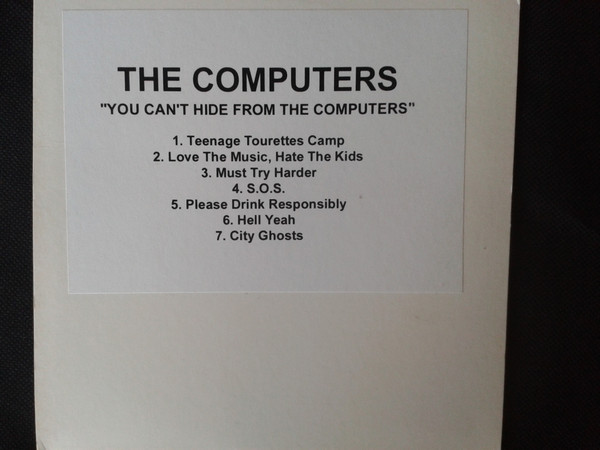 THE COMPUTERS
"YOU CAN'T HIDE FROM THE COMPUTERS"
1. Teenage Tourettes Camp
2. Love The Music, Hate The Kids
3. Must Try Harder
4. S.O.S.
5. Please Drink Responsibly
6. Hell Yeah
7. City Ghosts